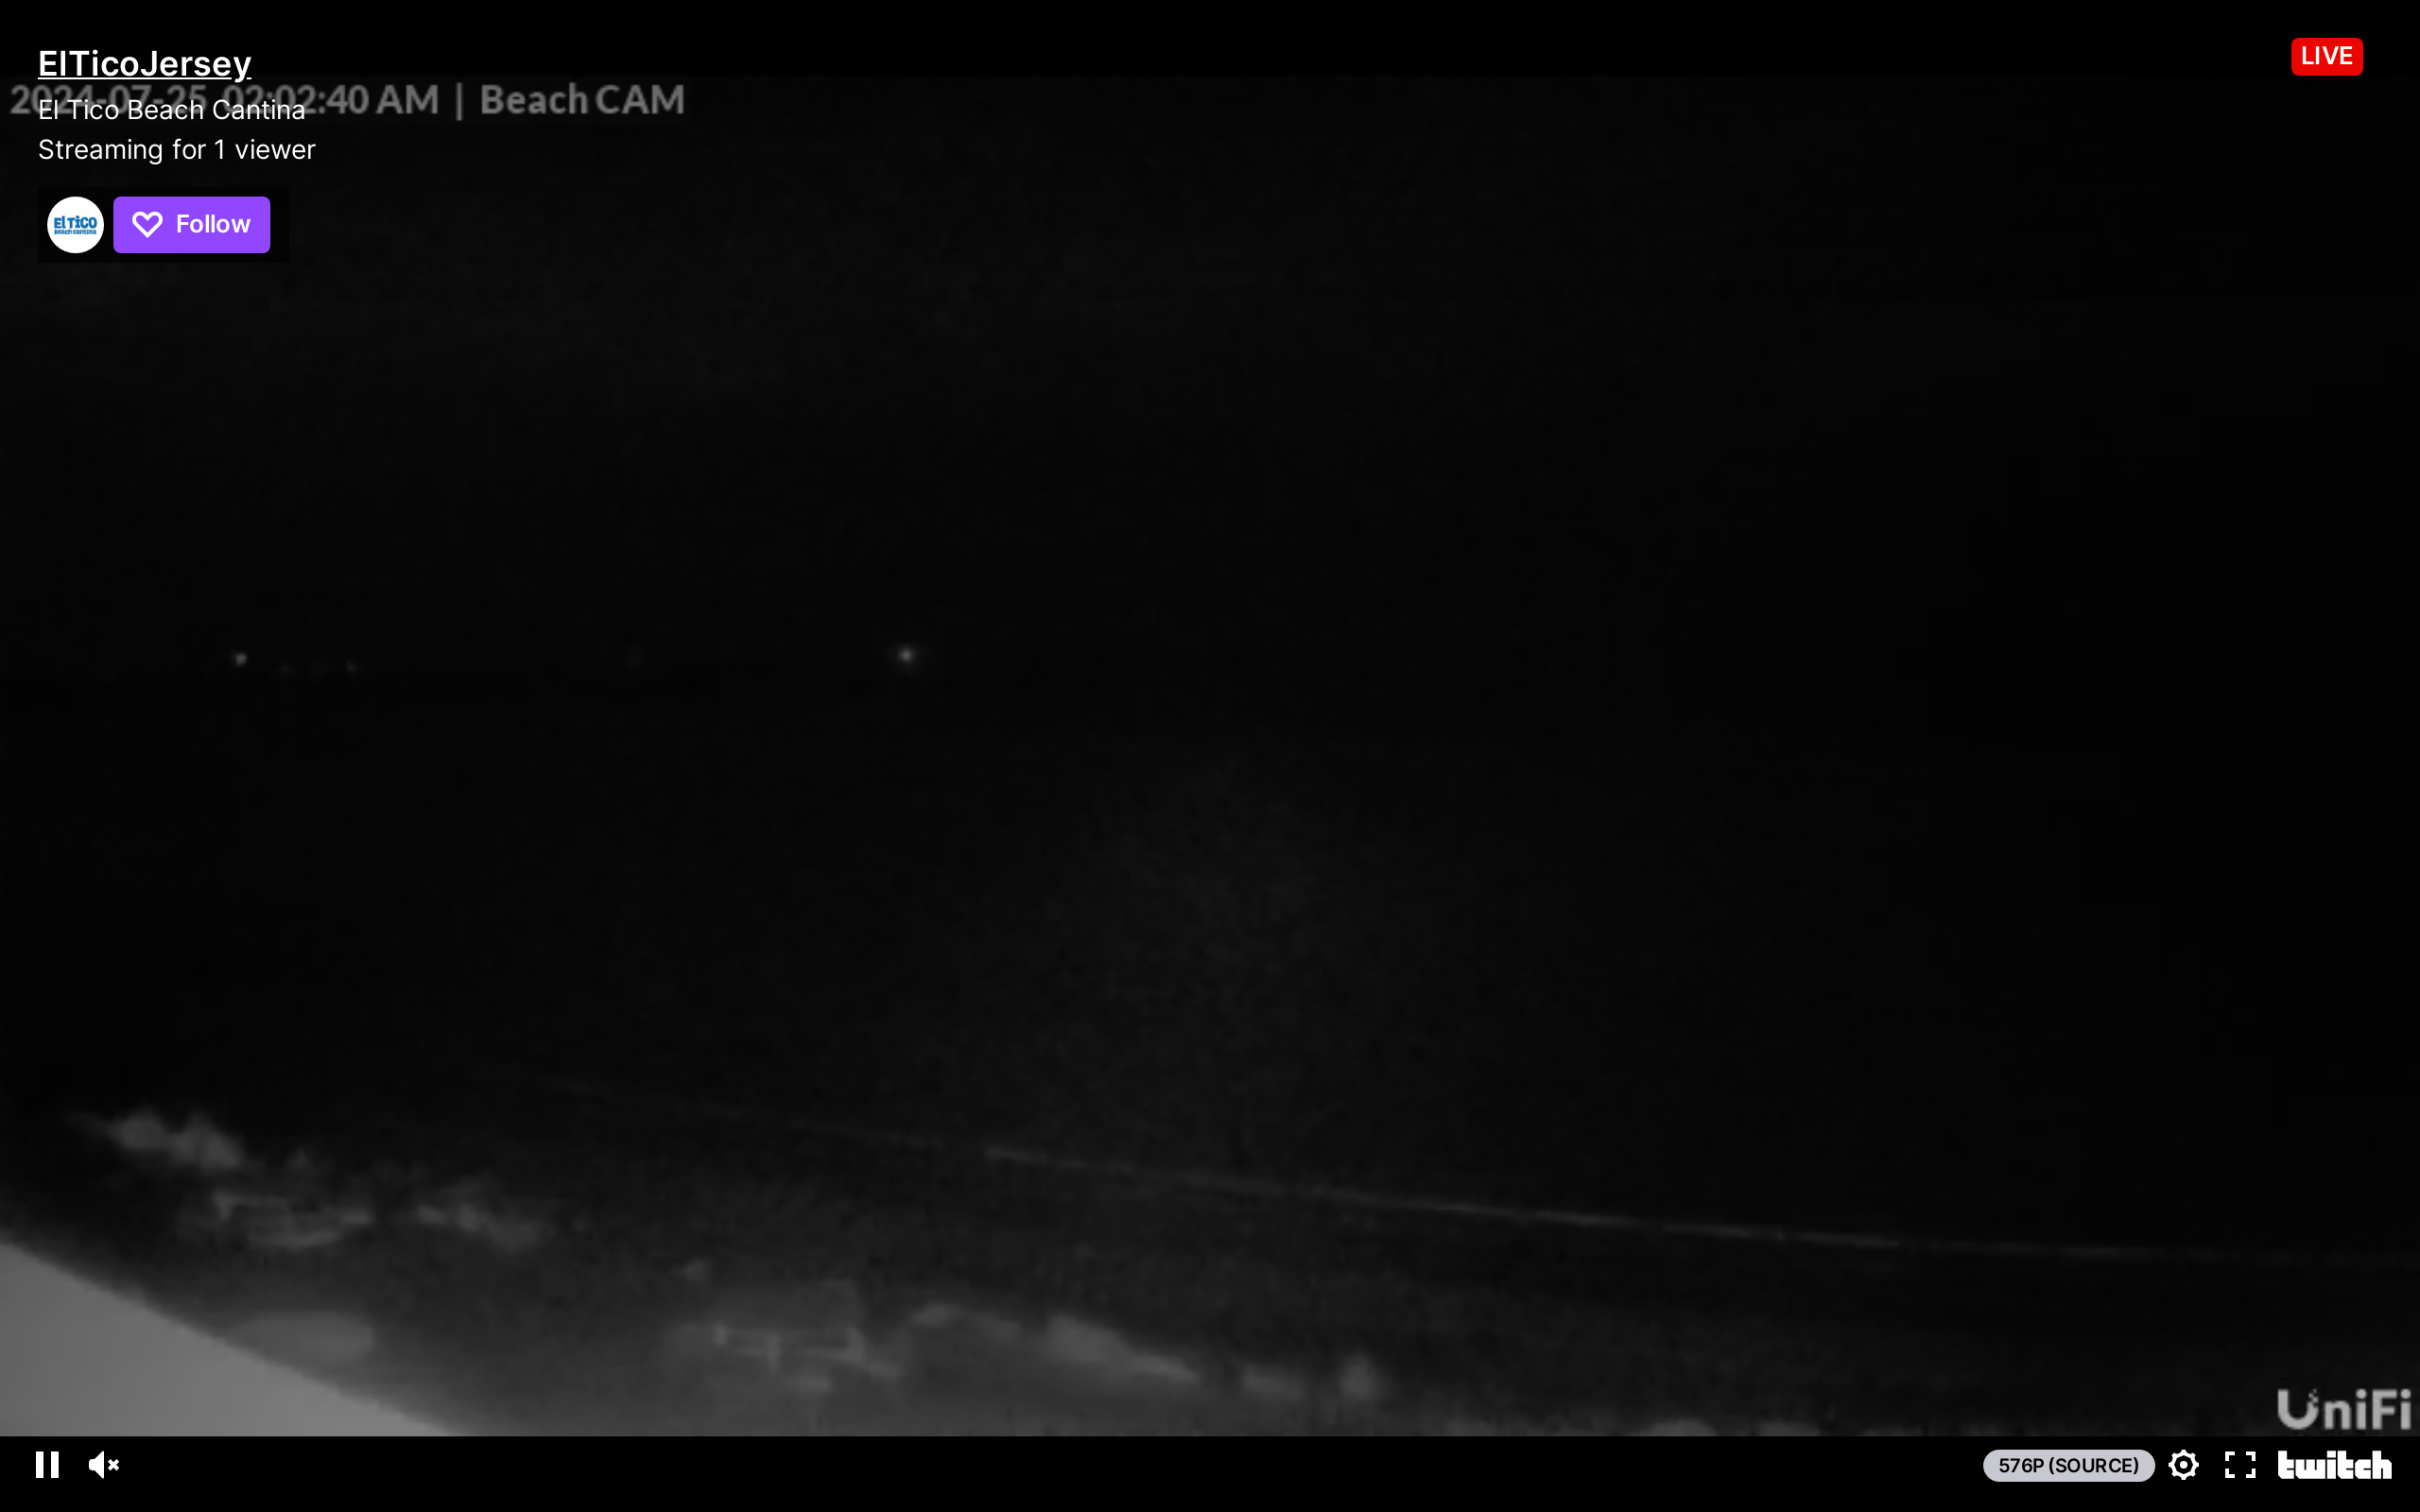 ElTicoJersey
LIVE
2024-07-25 02:02:40 AM | Beach CAM
El Tico Beach Cantina
Streaming for 1 viewer
El Tico
Beach Cantina
Follow
UniFi
576P (SOURCE)
twitch